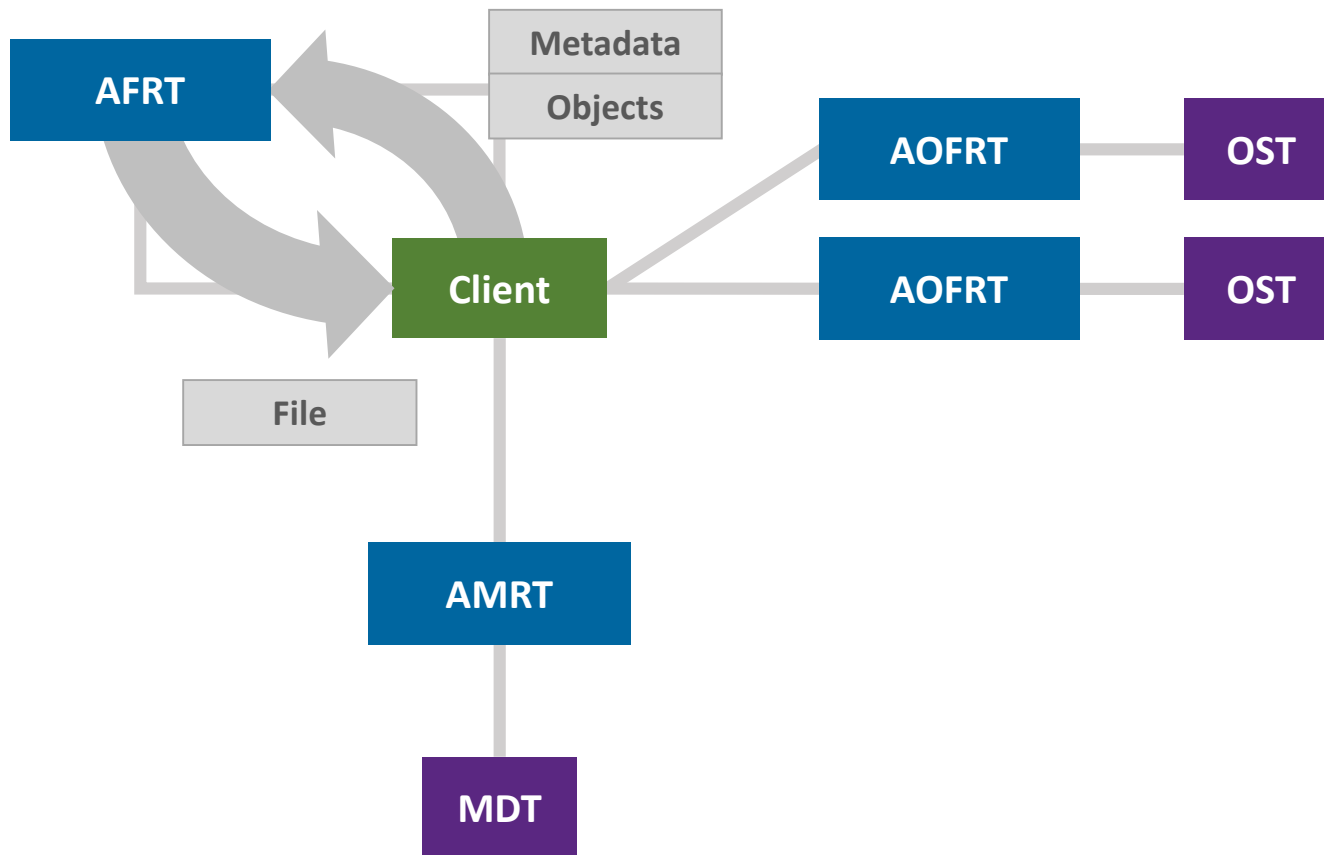 Metadata
AFRT
Objects
AOFRT
OST
Client
AOFRT
OST
File
AMRT
MDT